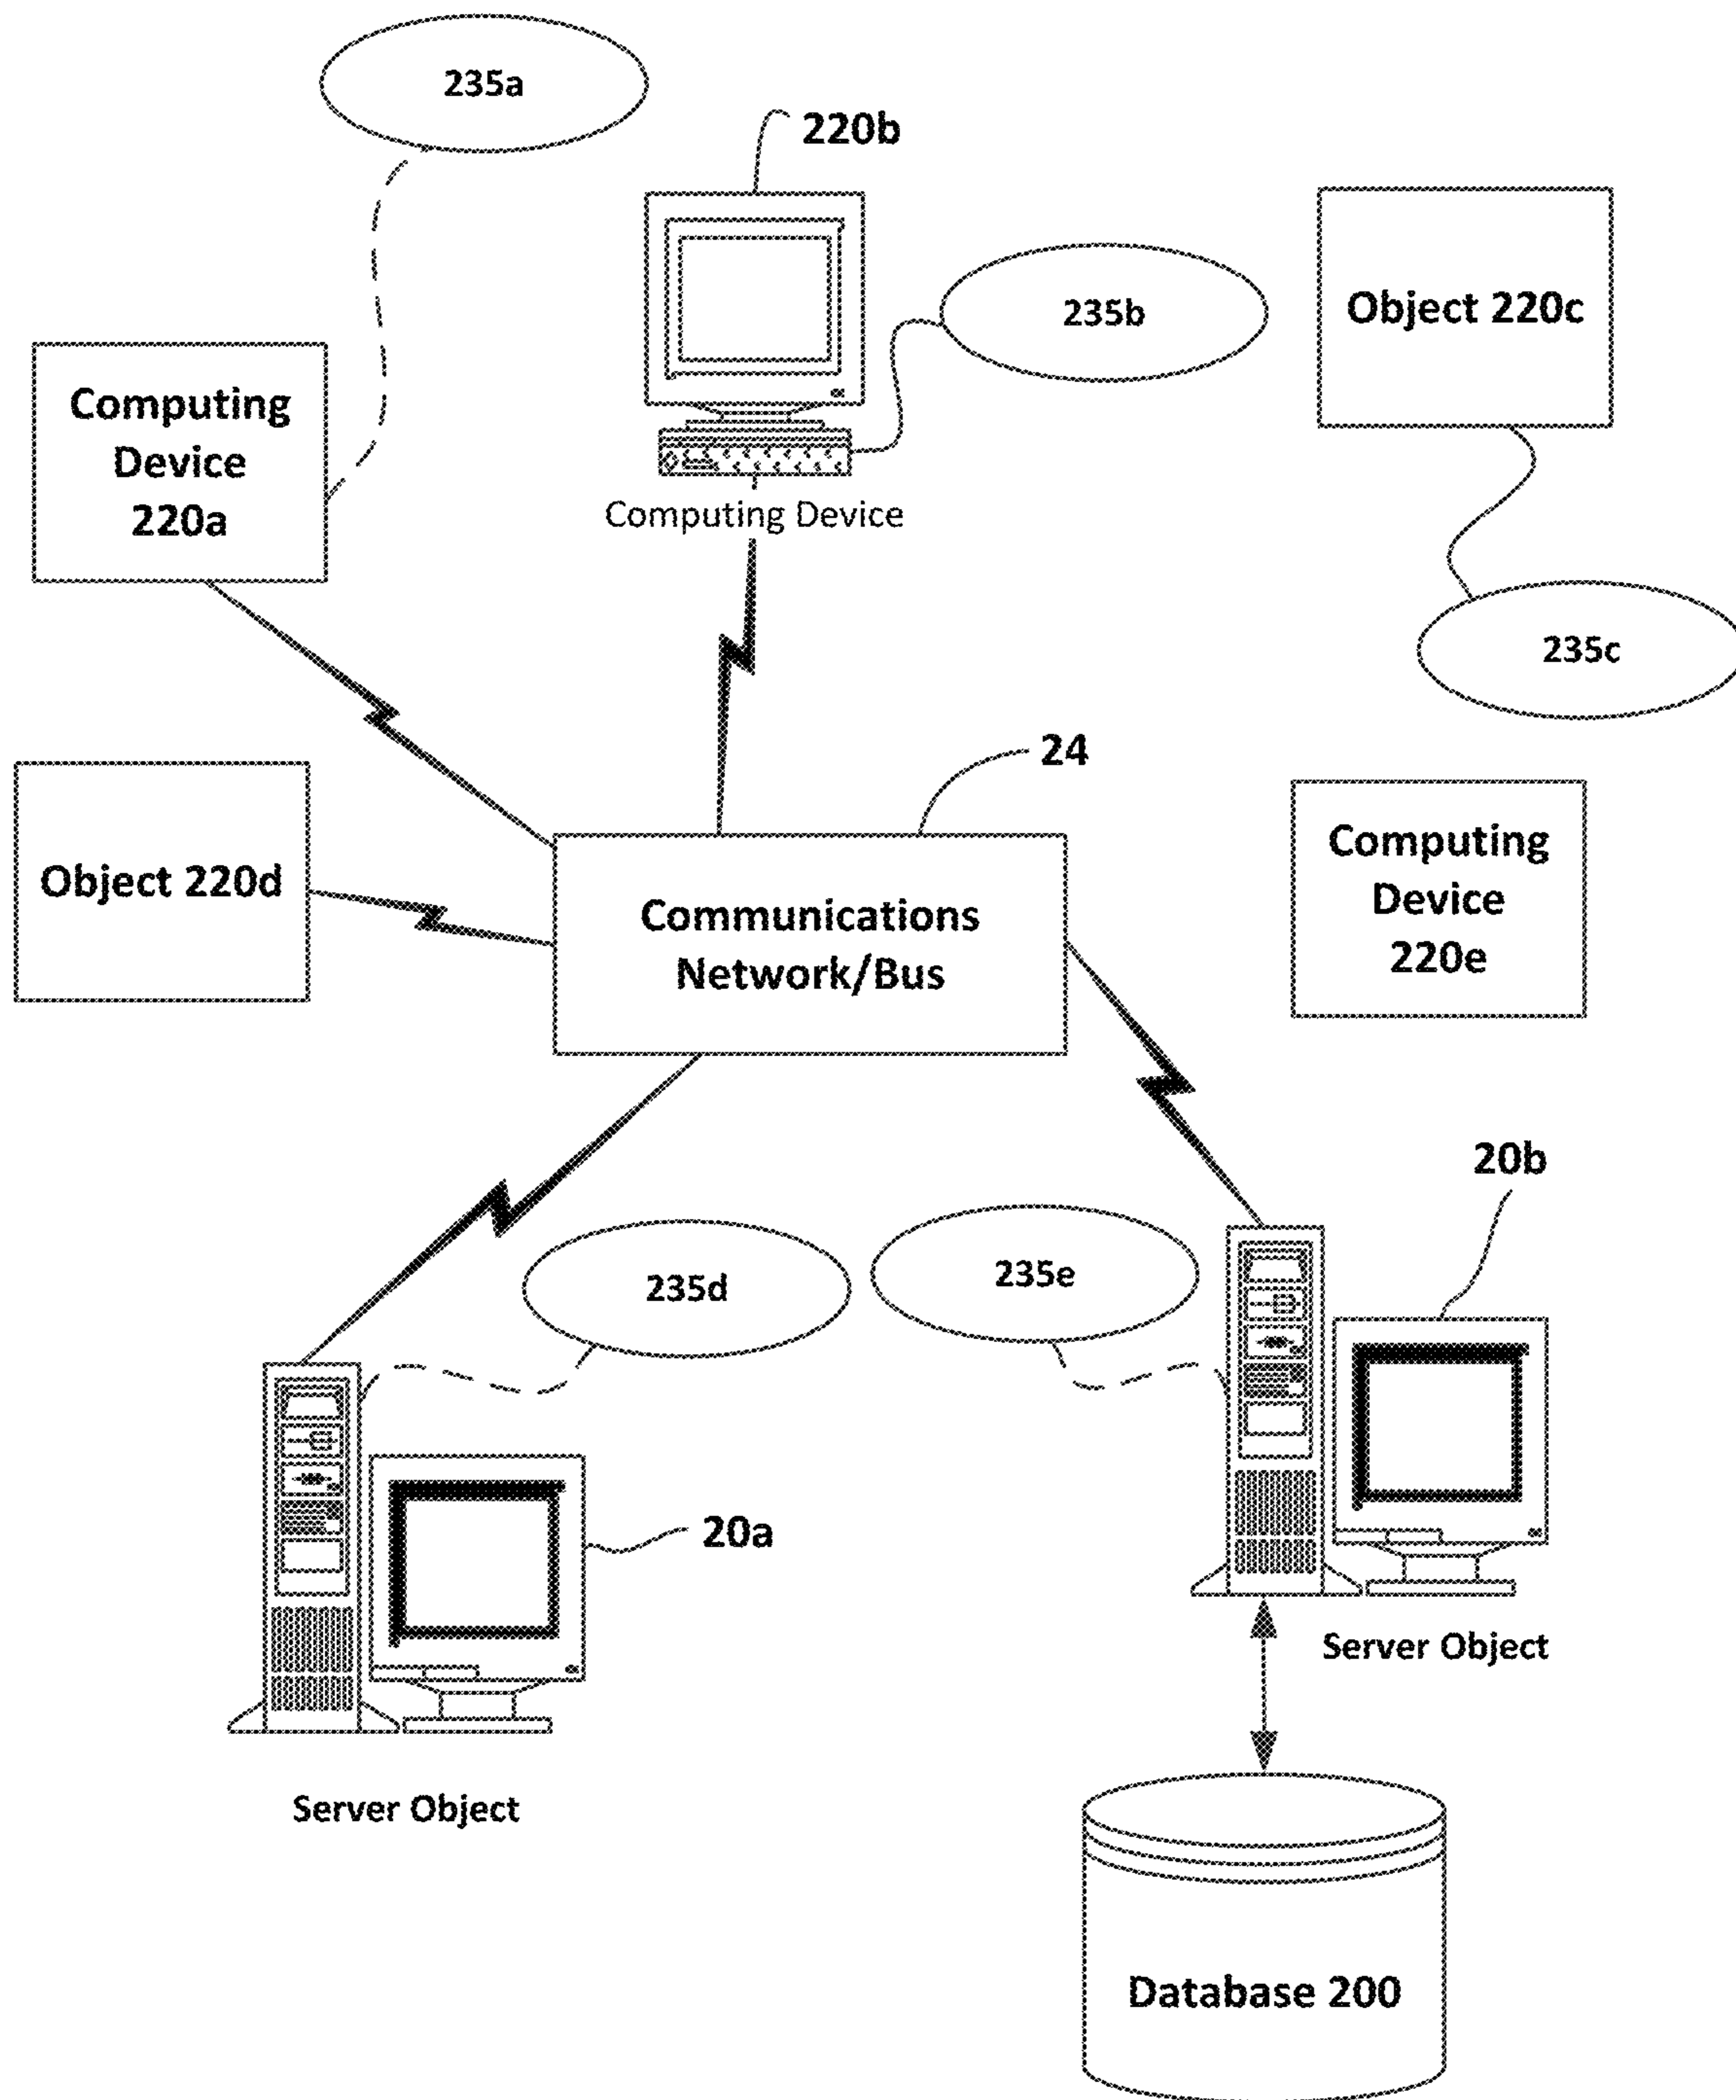 235a
220b
235b
Object 220c
Computing
Device
220a
Computing Device
235c
24
Object 220d
Communications
Network/Bus
Computing
Device
220e
20b
235d
235e
20a
Server Object
Server Object
Database 200